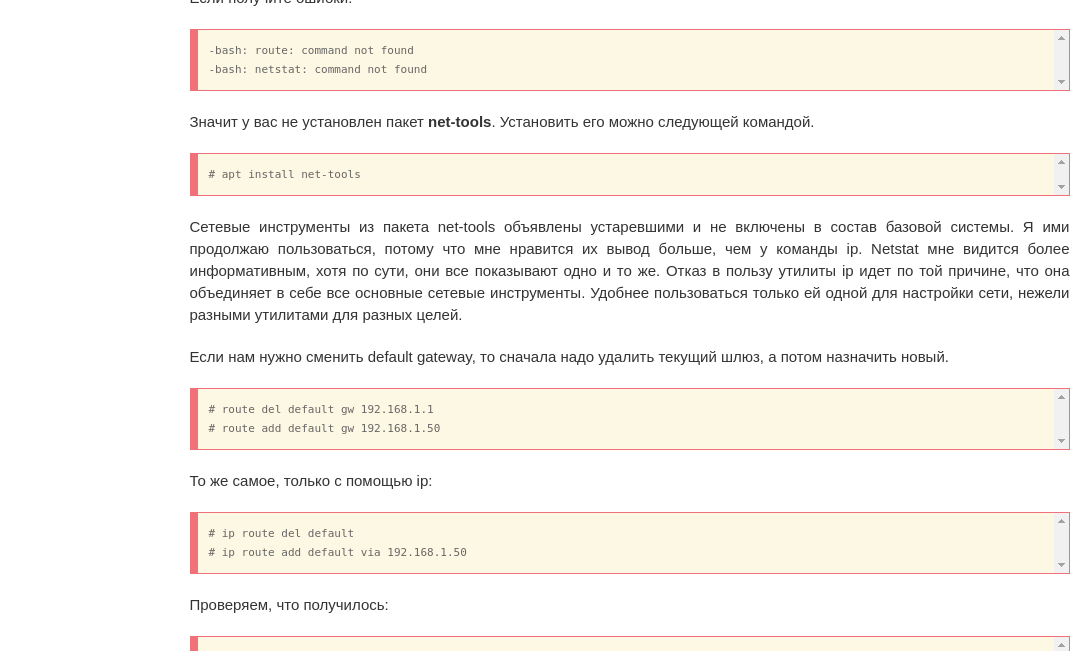 Если получите ошибки:
-bash: route: command not found
-bash: netstat: command not found
Значит у вас не установлен пакет net-tools. Установить его можно следующей командой.
# apt install net-tools
Сетевые инструменты из пакета net-tools объявлены устаревшими и не включены в состав базовой системы. Я ими
продолжаю пользоваться, потому что мне нравится их вывод больше, чем у команды ip. Netstat мне видится более
информативным, хотя по сути, они все показывают одно и то же. Отказ в пользу утилиты ip идет по той причине, что она
объединяет в себе все основные сетевые инструменты. Удобнее пользоваться только ей одной для настройки сети, нежели
разными утилитами для разных целей.
Если нам нужно сменить default gateway, то сначала надо удалить текущий шлюз, а потом назначить новый.
# route del default gw 192.168.1.1
# route add default gw 192.168.1.50
То же самое, только с помощью ip:
# ip route del default
# ip route add default via 192.168.1.50
Проверяем, что получилось: